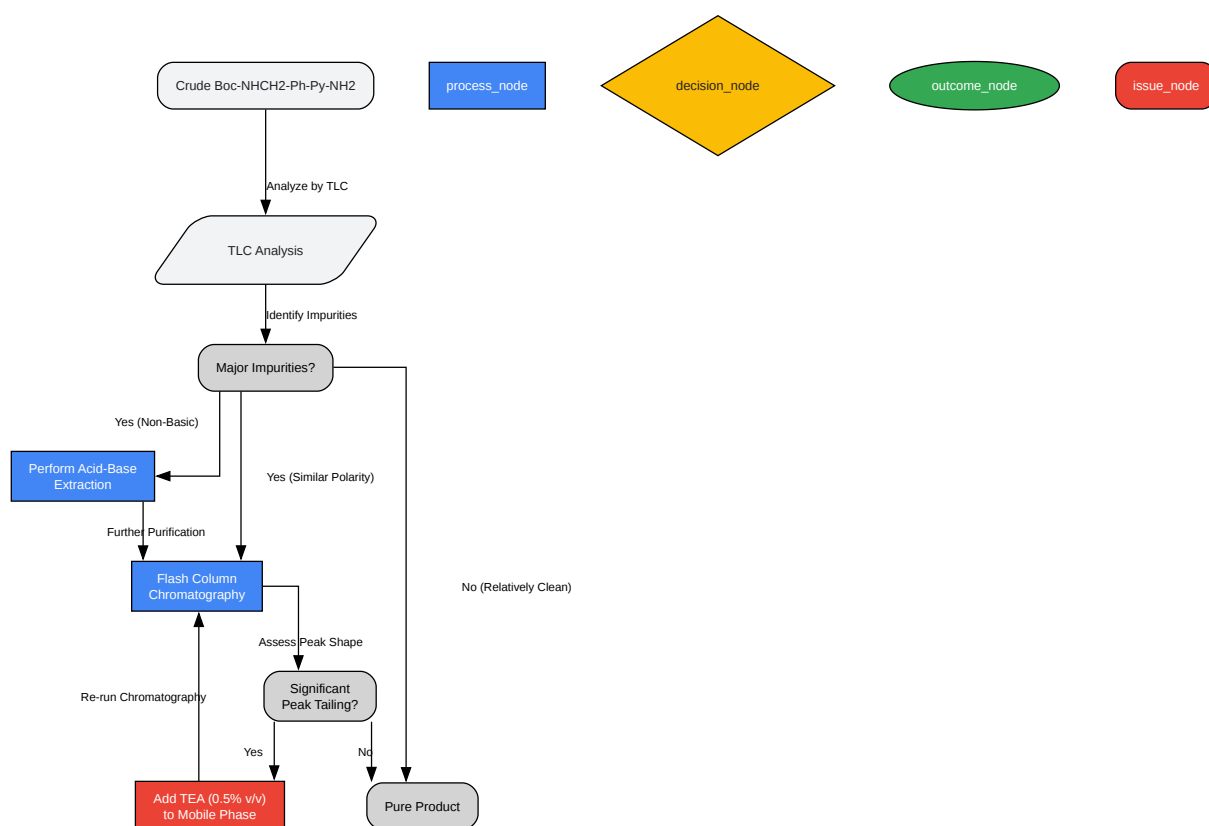 Crude Boc-NHCH2-Ph-Py-NH2
process_node
decision_node
outcome_node
issue_node
Analyze by TLC
TLC Analysis
Identify Impurities
Major Impurities?
Yes (Non-Basic)
Perform Acid-Base
Extraction
Yes (Similar Polarity)
Further Purification
Flash Column
Chromatography
No (Relatively Clean)
Assess Peak Shape
Significant
Peak Tailing?
Re-run Chromatography
Yes
No
Add TEA (0.5% v/v)
to Mobile Phase
Pure Product